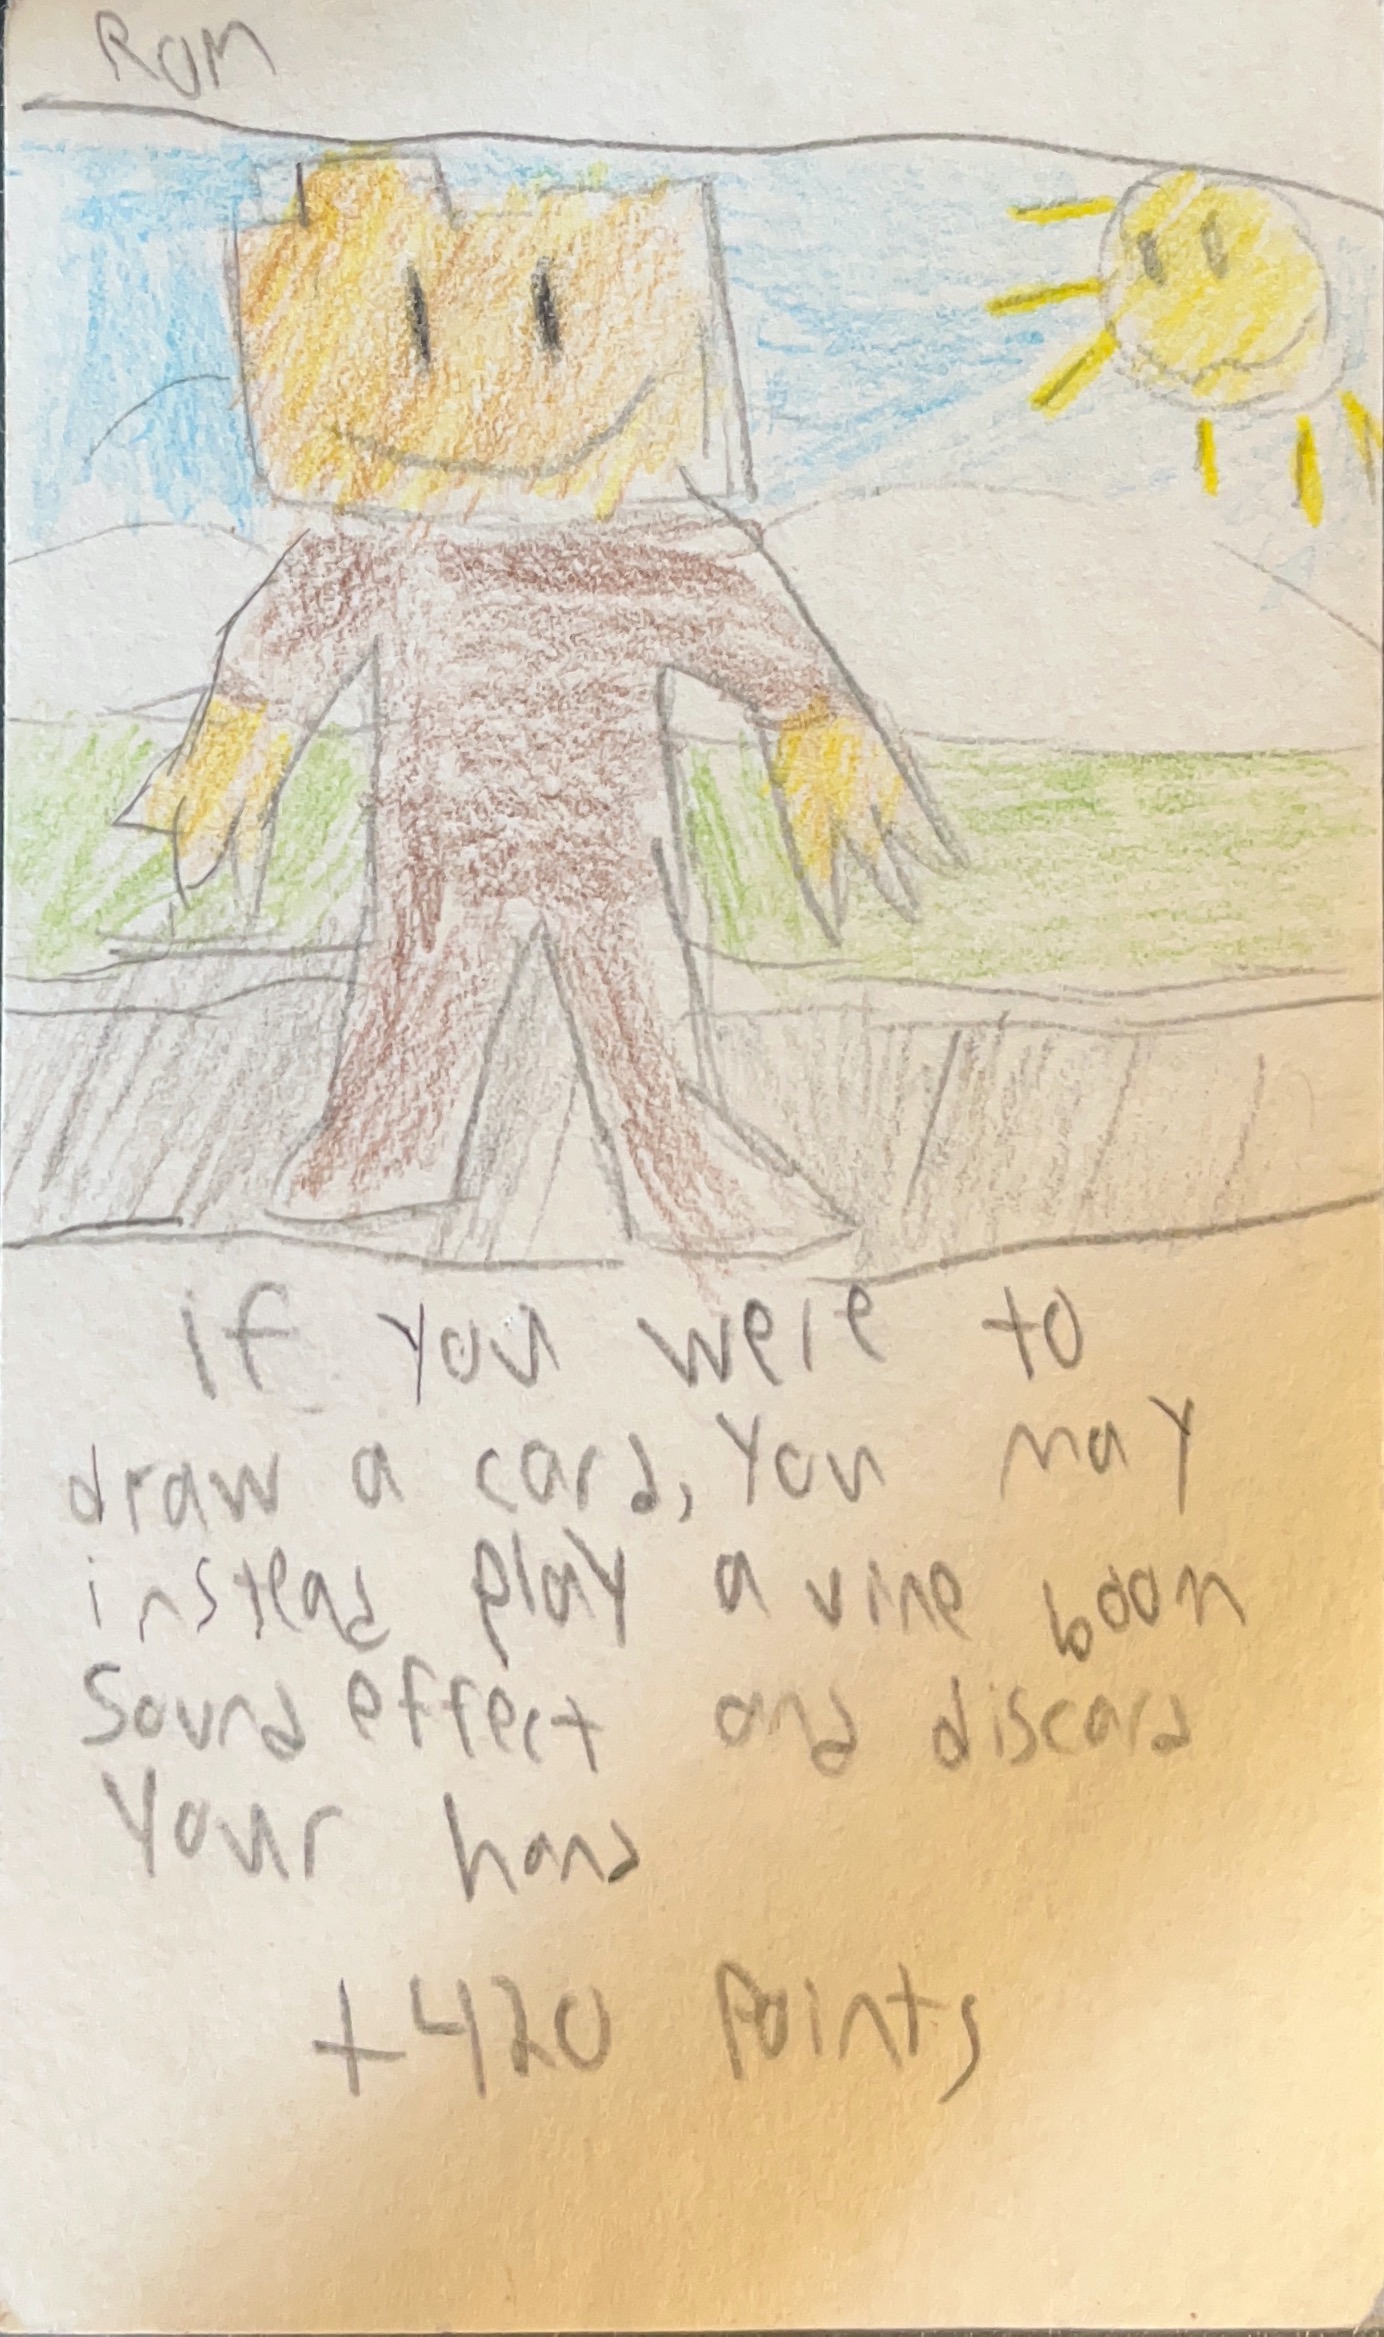 Rom
if you were to
draw a card, you may
instead play a vine boom
sound effect and discard
your hand
+420 Points